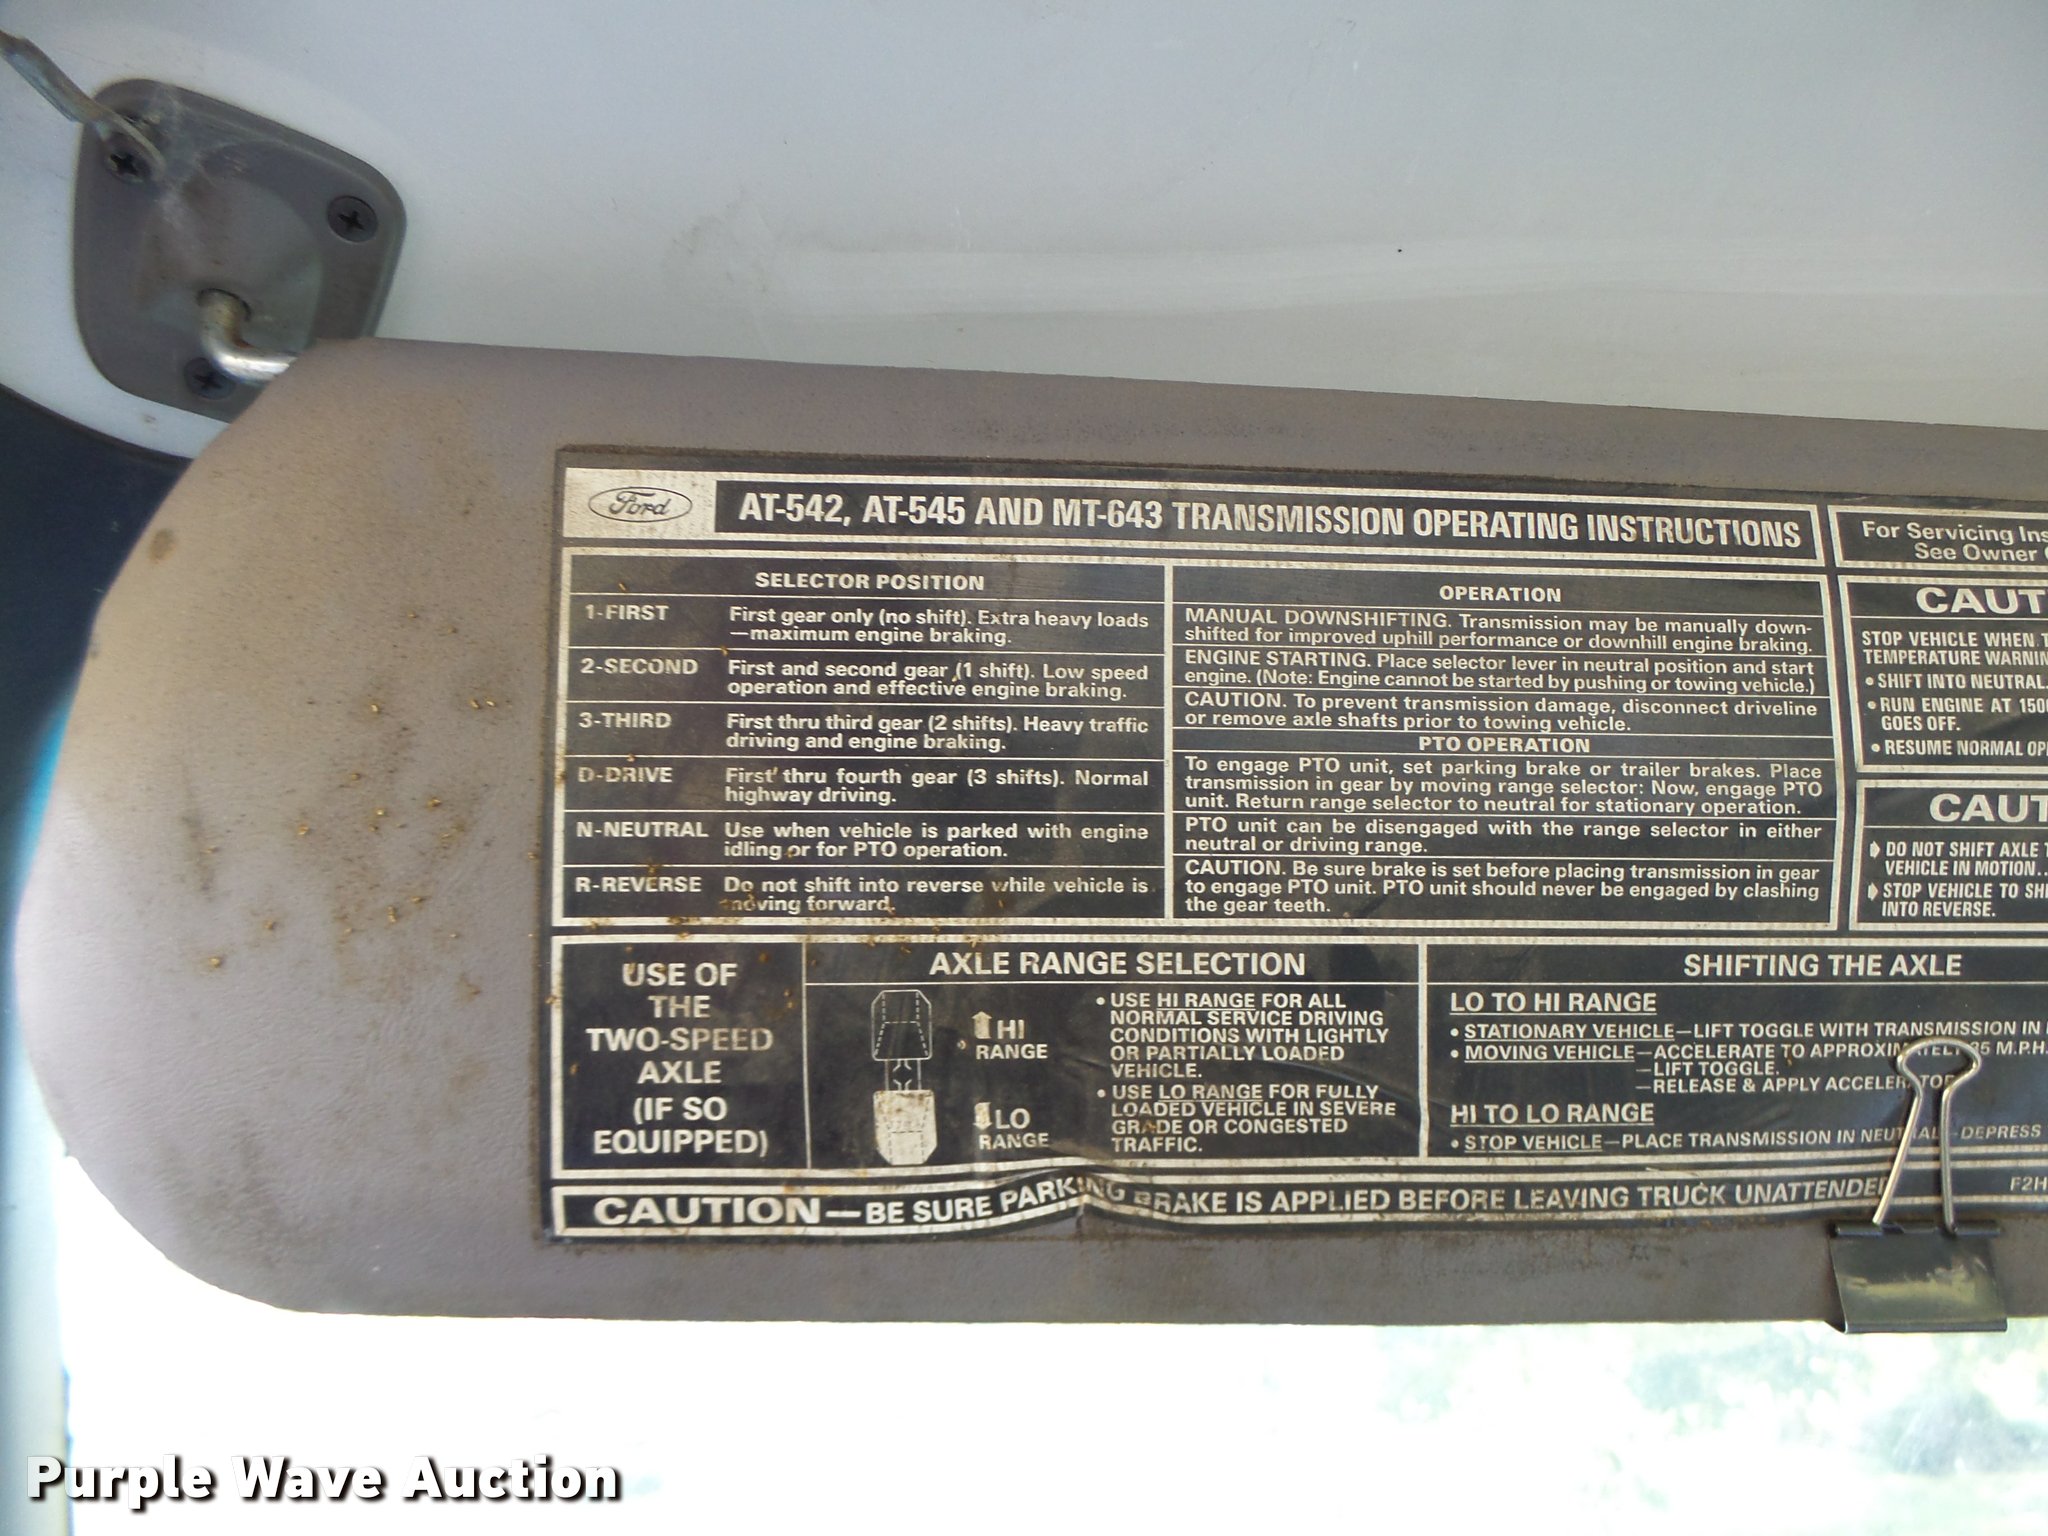 Ford
AT-542, AT-545 AND MT-643 TRANSMISSION OPERATING INSTRUCTIONS
SELECTOR POSITION
1-FIRST
First gear only (no shift). Extra heavy loads
—maximum engine braking.
2-SECOND
First and second gear (1 shift). Low speed
operation and effective engine braking.
3-THIRD
First thru third gear (2 shifts). Heavy traffic
driving and engine braking.
D-DRIVE
First thru fourth gear (3 shifts). Normal
highway driving.
N-NEUTRAL
Use when vehicle is parked with engine
idling or for PTO operation.
R-REVERSE
Do not shift into reverse while vehicle is
moving forward.
OPERATION
MANUAL DOWNSHIFTING. Transmission may be manually down-
shifted for improved uphill performance or downhill engine braking.
ENGINE STARTING. Place selector lever in neutral position and start
engine. (Note: Engine cannot be started by pushing or towing vehicle.)
CAUTION. To prevent transmission damage, disconnect driveline
or remove axle shafts prior to towing vehicle.
PTO OPERATION
To engage PTO unit, set parking brake or trailer brakes. Place
transmission in gear by moving range selector: Now, engage PTO
unit. Return range selector to neutral for stationary operation.
PTO unit can be disengaged with the range selector in either
neutral or driving range.
CAUTION. Be sure brake is set before placing transmission in gear
to engage PTO unit. PTO unit should never be engaged by clashing
the gear teeth.
For Servicing Ins
See Owner
CAUT
STOP VEHICLE WHEN
TEMPERATURE WARNIN
• SHIFT INTO NEUTRAL.
• RUN ENGINE AT 150
GOES OFF.
• RESUME NORMAL OP
CAUT
DO NOT SHIFT AXLE
VEHICLE IN MOTION..
STOP VEHICLE TO SH
INTO REVERSE.
USE OF
THE
TWO-SPEED
AXLE
(IF SO
EQUIPPED)
AXLE RANGE SELECTION
HI
RANGE
LO
RANGE
• USE HI RANGE FOR ALL
NORMAL SERVICE DRIVING
CONDITIONS WITH LIGHTLY
OR PARTIALLY LOADED
VEHICLE.
• USE LO RANGE FOR FULLY
LOADED VEHICLE IN SEVERE
GRADE OR CONGESTED
TRAFFIC.
SHIFTING THE AXLE
LO TO HI RANGE
• STATIONARY VEHICLE—LIFT TOGGLE WITH TRANSMISSION IN
• MOVING VEHICLE—ACCELERATE TO APPROXIMATELY 35 M.P.H.
—LIFT TOGGLE.
—RELEASE & APPLY ACCELERATOR
HI TO LO RANGE
• STOP VEHICLE—PLACE TRANSMISSION IN NEUTRAL—DEPRESS
CAUTION—BE SURE PARKING BRAKE IS APPLIED BEFORE LEAVING TRUCK UNATTENDED
F2H
Purple Wave Auction